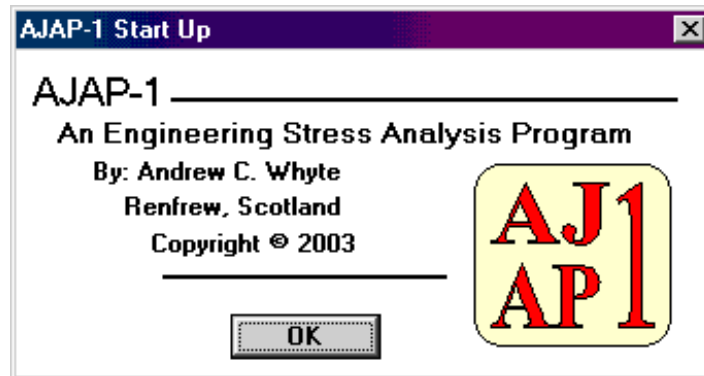 AJAP-1 Start Up
AJAP-1
An Engineering Stress Analysis Program
By: Andrew C. Whyte
Renfrew, Scotland
Copyright © 2003
AJ1
AP
OK